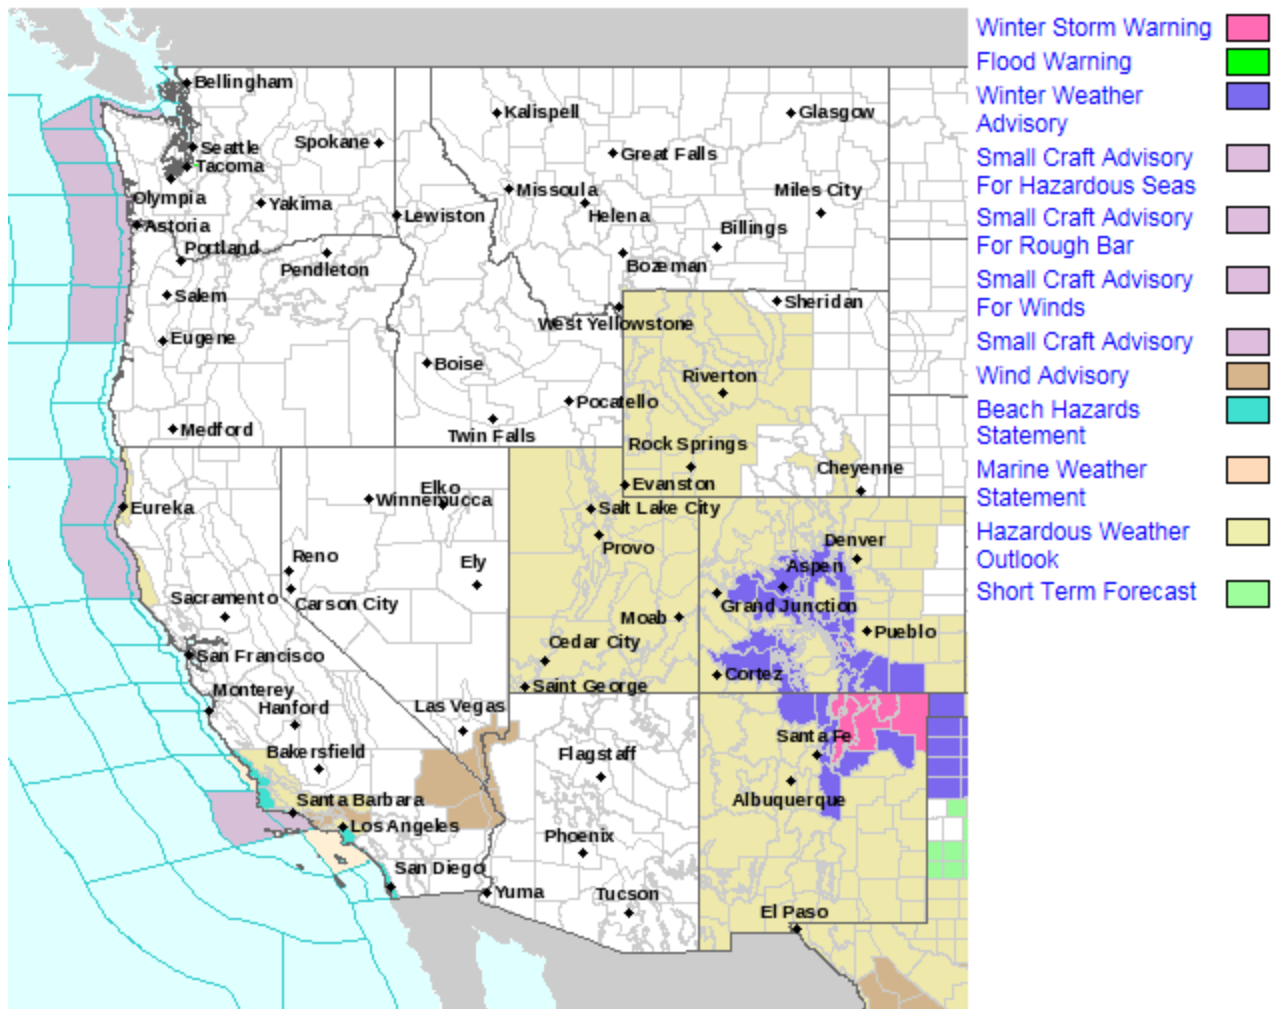 Bellingham
Seattle
Tacoma
Olympia
Astoria
Yakima
Spokane
Portland
Pendleton
Lewiston
Salem
Eugene
Medford
Kalispell
Glasgow
Great Falls
Missoula
Helena
Miles City
Billings
Bozeman
Sheridan
West Yellowstone
Boise
Pocatello
Twin Falls
Riverton
Rock Springs
Evanston
Cheyenne
Eureka
Elko
Winnemucca
Reno
Carson City
Ely
Sacramento
San Francisco
Monterey
Hanford
Bakersfield
Las Vegas
Santa Barbara
Los Angeles
San Diego
Salt Lake City
Provo
Moab
Cedar City
Saint George
Denver
Aspen
Grand Junction
Pueblo
Cortez
Flagstaff
Phoenix
Yuma
Tucson
Santa Fe
Albuquerque
El Paso
Winter Storm Warning
Flood Warning
Winter Weather
Advisory
Small Craft Advisory
For Hazardous Seas
Small Craft Advisory
For Rough Bar
Small Craft Advisory
For Winds
Small Craft Advisory
Wind Advisory
Beach Hazards
Statement
Marine Weather
Statement
Hazardous Weather
Outlook
Short Term Forecast